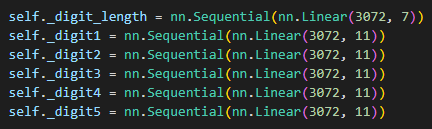 self._digit_length = nn.Sequential(nn.Linear(3072, 7))
self._digit1 = nn.Sequential(nn.Linear(3072, 11))
self._digit2 = nn.Sequential(nn.Linear(3072, 11))
self._digit3 = nn.Sequential(nn.Linear(3072, 11))
self._digit4 = nn.Sequential(nn.Linear(3072, 11))
self._digit5 = nn.Sequential(nn.Linear(3072, 11))